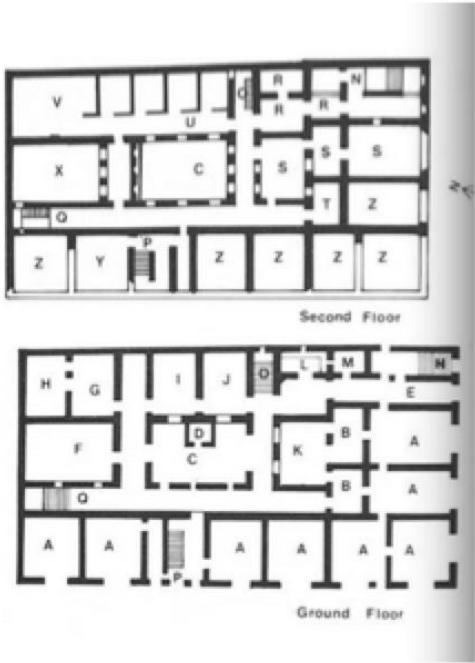 R N
V O R R
U
X C S S S
T Z
Q
P
Z Y Z Z Z Z
N
Second Floor
L M N
H G I J O
E
D B A
F C K
B A
Q
A A A A A A
P
Ground Floor